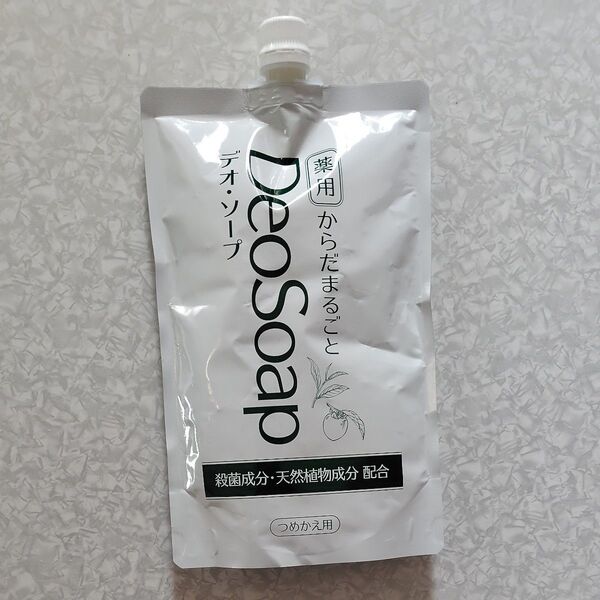 薬用
からだまるごと
DeoSoap
デオ・ソープ
殺菌成分・天然植物成分 配合
つめかえ用